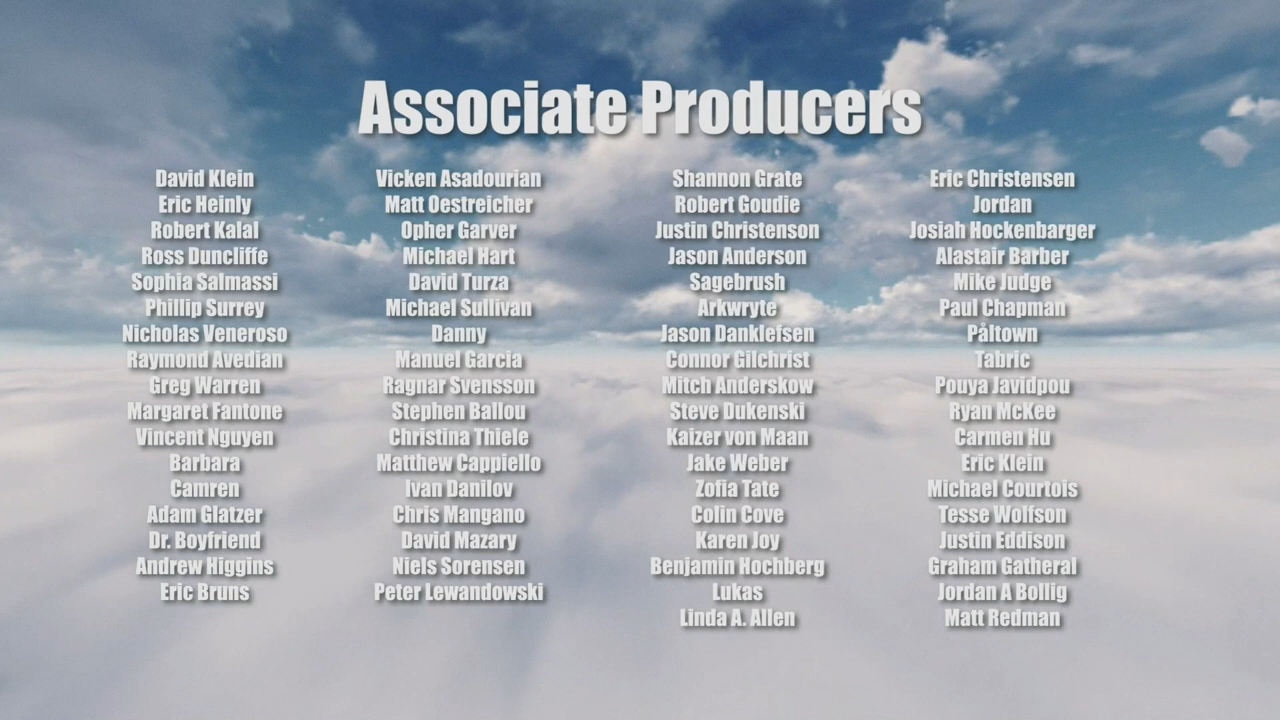 Associate Producers
David Klein
Eric Heinly
Robert Kalal
Ross Duncliffe
Sophia Salmassi
Phillip Surrey
Nicholas Veneroso
Raymond Avedian
Greg Warren
Margaret Fantone
Vincent Nguyen
Barbara
Camren
Adam Glatzer
Dr. Boyfriend
Andrew Higgins
Eric Bruns
Vicken Asadourian
Matt Oestreicher
Opher Garver
Michael Hart
David Turza
Michael Sullivan
Danny
Manuel Garcia
Ragnar Svensson
Stephen Ballou
Christina Thiele
Matthew Cappiello
Ivan Danilov
Chris Mangano
David Mazary
Niels Sorensen
Peter Lewandowski
Shannon Grate
Robert Goudie
Justin Christenson
Jason Anderson
Sagebrush
Arkwryte
Jason Danklefsen
Connor Gilchrist
Mitch Anderskow
Steve Dukenski
Kaizer von Maan
Jake Weber
Zofia Tate
Colin Cove
Karen Joy
Benjamin Hochberg
Lukas
Linda A. Allen
Eric Christensen
Jordan
Josiah Hockenbarger
Alastair Barber
Mike Judge
Paul Chapman
Påltown
Tabric
Pouya Javidpou
Ryan McKee
Carmen Hu
Eric Klein
Michael Courtois
Tesse Wolfson
Justin Eddison
Graham Gatheral
Jordan A Bollig
Matt Redman